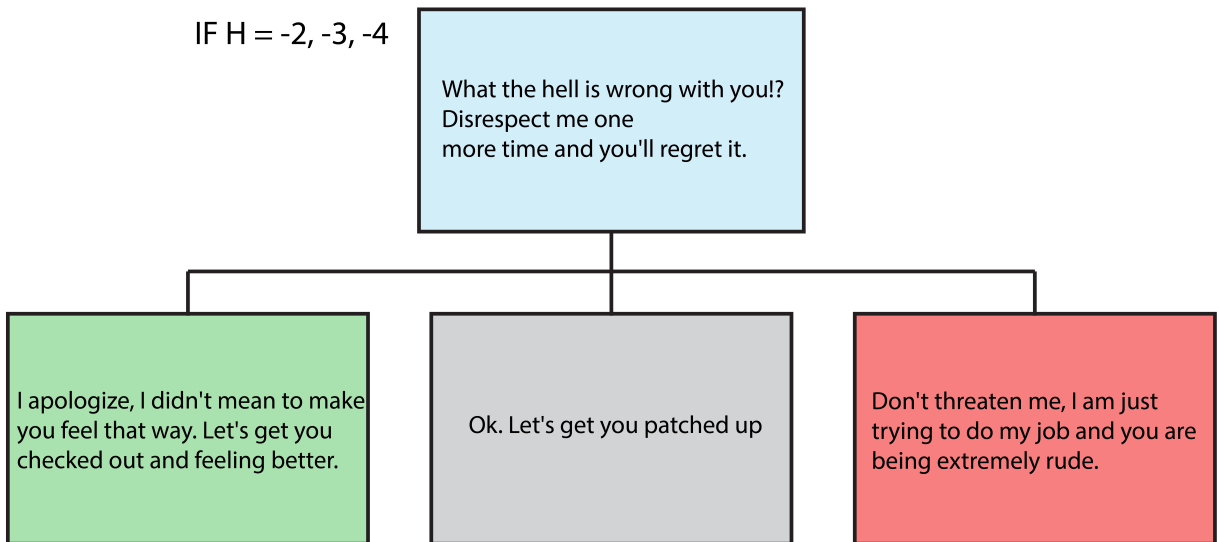 IF H = -2, -3, -4
What the hell is wrong with you!?
Disrespect me one
more time and you'll regret it.
I apologize, I didn't mean to make
you feel that way. Let's get you
checked out and feeling better.
Ok. Let's get you patched up
Don't threaten me, I am just
trying to do my job and you are
being extremely rude.